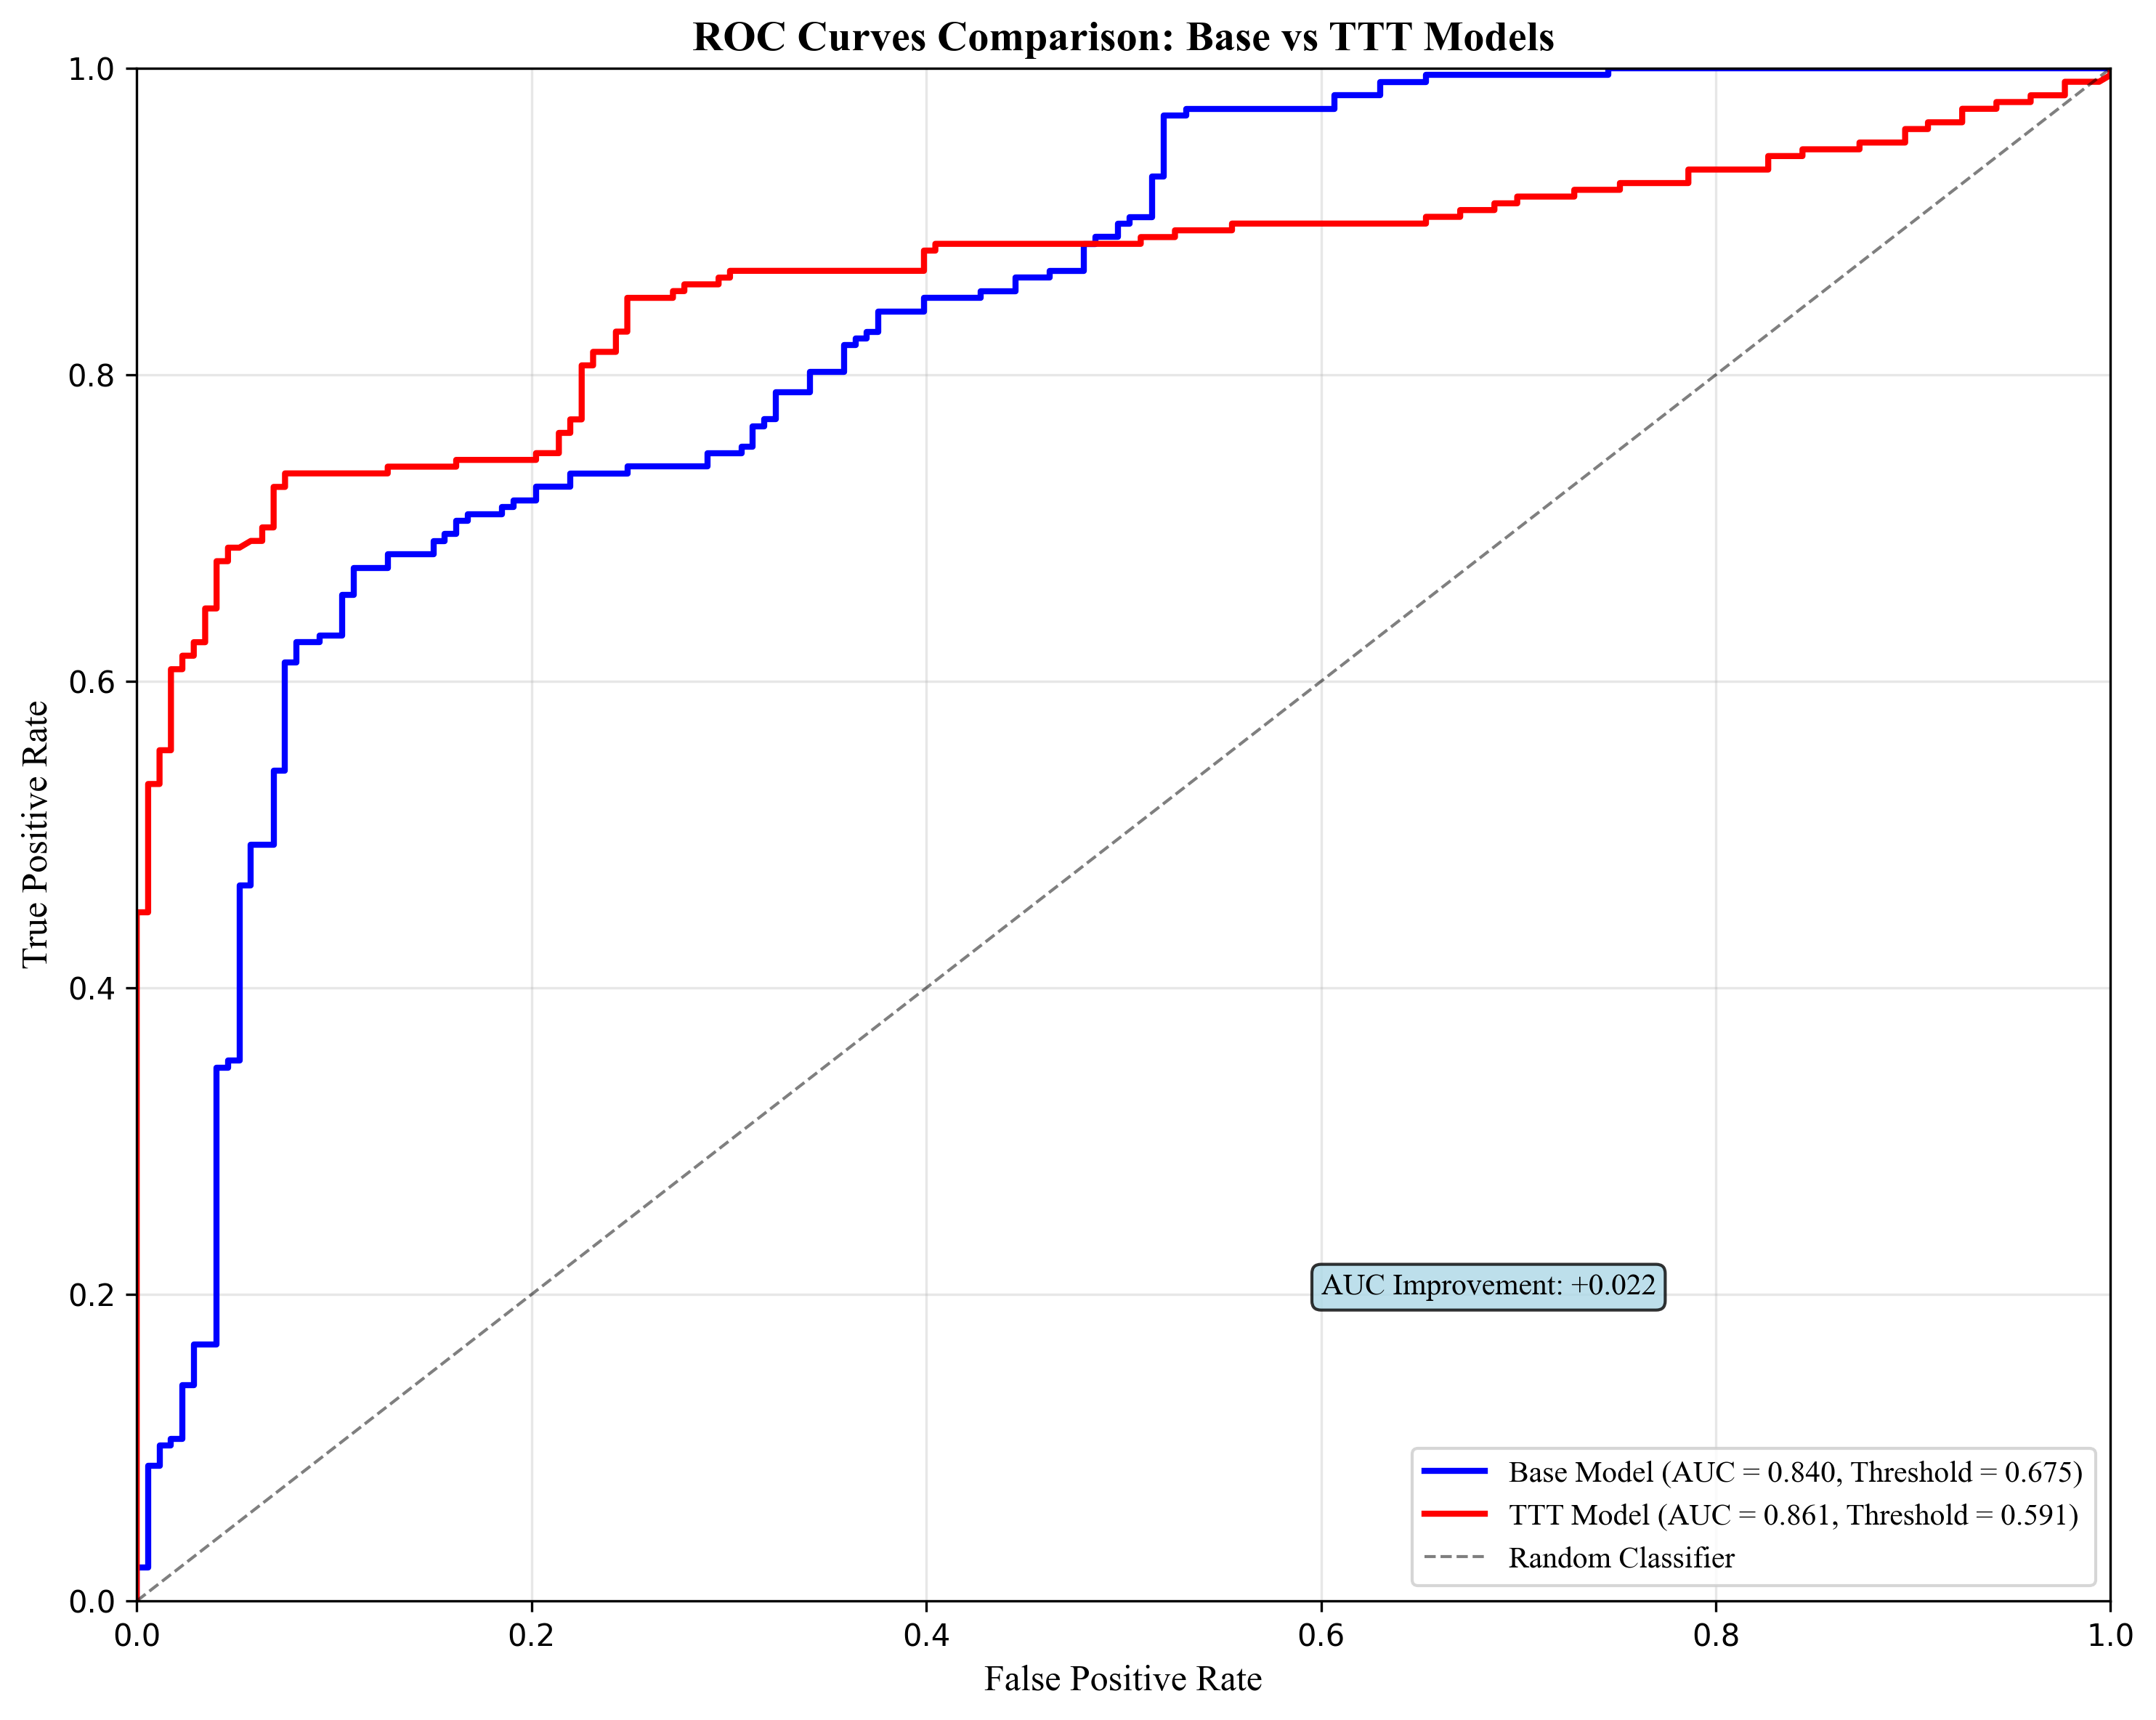 ROC Curves Comparison: Base vs TTT Models
1.0
0.8
0.6
0.4
0.2
0.0
True Positive Rate
AUC Improvement: +0.022
Base Model (AUC = 0.840, Threshold = 0.675)
TTT Model (AUC = 0.861, Threshold = 0.591)
Random Classifier
0.0 0.2 0.4 0.6 0.8 1.0
False Positive Rate